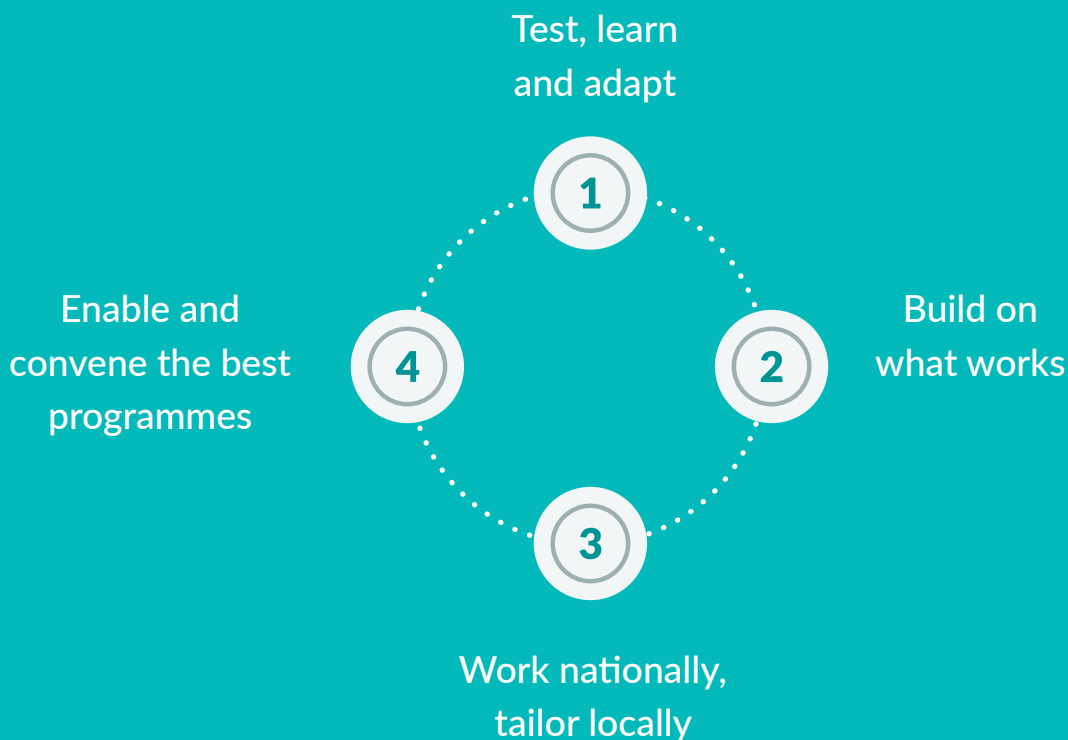 Test, learn
and adapt
1
Build on
what works
2
3
Work nationally,
tailor locally
4
Enable and
convene the best
programmes